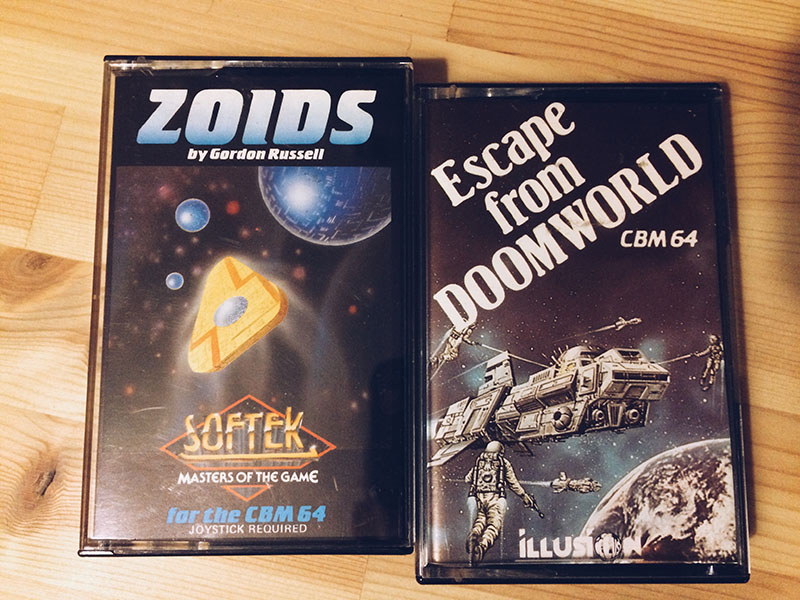 ZOIDS
by Gordon Russell
SOFTEK
MASTERS OF THE GAME
for the CBM 64
JOYSTICK REQUIRED
Escape
from
DOOMWORLD
CBM 64
ILLUSION